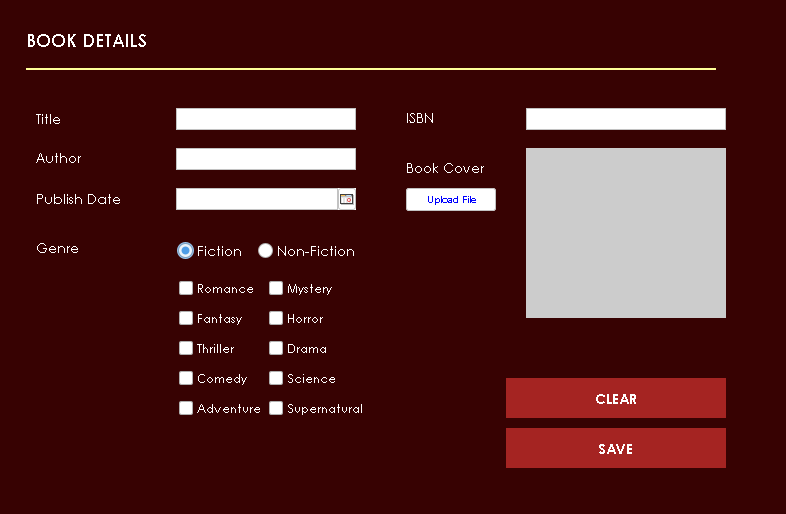 BOOK DETAILS
Title
ISBN
Author
Book Cover
Publish Date
Upload File
Genre
Fiction Non-Fiction
Romance Mystery
Fantasy Horror
Thriller Drama
Comedy Science
Adventure Supernatural
CLEAR
SAVE